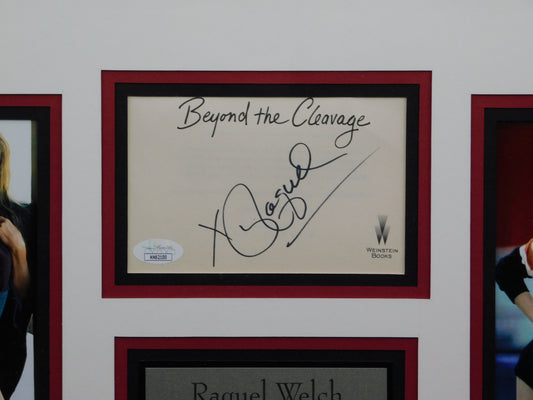 Beyond the Cleavage
X Raquel
WEINSTEIN
BOOKS
Raquel Welch